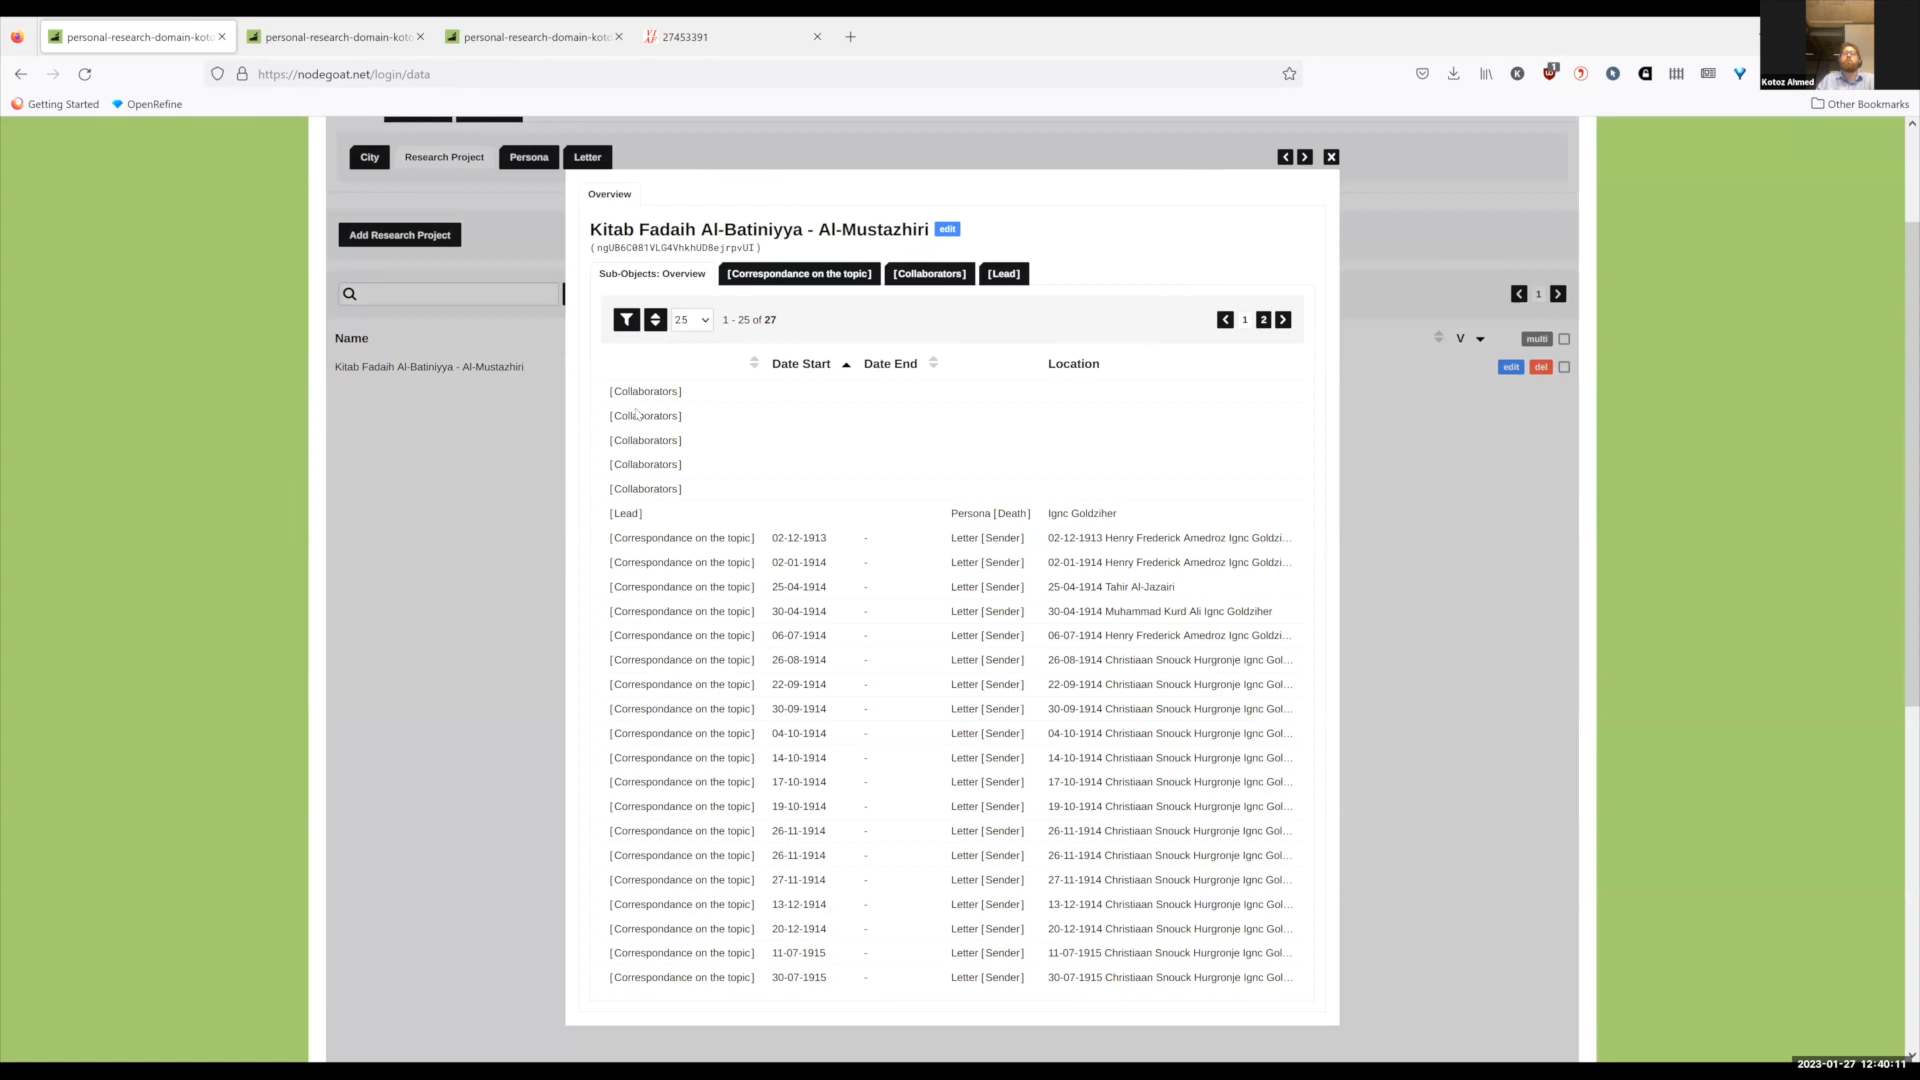 personal-research-domain-koto
personal-research-domain-koto
personal-research-domain-koto
VIAF 27453391
https://nodegoat.net/login/data
1
Kotoz Ahmed
Getting Started
OpenRefine
Other Bookmarks
City
Research Project
Persona
Letter
Overview
Add Research Project
Kitab Fadaih Al-Batiniyya - Al-Mustazhiri edit
(ngUB6C081VLG4VhkhUD8ejrpvUI)
Sub-Objects: Overview
[Correspondance on the topic]
[Collaborators]
[Lead]
1
25
1 - 25 of 27
1 2
Name
V
multi
Kitab Fadaih Al-Batiniyya - Al-Mustazhiri
edit
del
Date Start
Date End
Location
[Collaborators]
[Collaborators]
[Collaborators]
[Collaborators]
[Collaborators]
[Lead] Persona [Death] Ignc Goldziher
[Correspondance on the topic] 02-12-1913 - Letter [Sender] 02-12-1913 Henry Frederick Amedroz Ignc Goldzi...
[Correspondance on the topic] 02-01-1914 - Letter [Sender] 02-01-1914 Henry Frederick Amedroz Ignc Goldzi...
[Correspondance on the topic] 25-04-1914 - Letter [Sender] 25-04-1914 Tahir Al-Jazairi
[Correspondance on the topic] 30-04-1914 - Letter [Sender] 30-04-1914 Muhammad Kurd Ali Ignc Goldziher
[Correspondance on the topic] 06-07-1914 - Letter [Sender] 06-07-1914 Henry Frederick Amedroz Ignc Goldzi...
[Correspondance on the topic] 26-08-1914 - Letter [Sender] 26-08-1914 Christiaan Snouck Hurgronje Ignc Gol...
[Correspondance on the topic] 22-09-1914 - Letter [Sender] 22-09-1914 Christiaan Snouck Hurgronje Ignc Gol...
[Correspondance on the topic] 30-09-1914 - Letter [Sender] 30-09-1914 Christiaan Snouck Hurgronje Ignc Gol...
[Correspondance on the topic] 04-10-1914 - Letter [Sender] 04-10-1914 Christiaan Snouck Hurgronje Ignc Gol...
[Correspondance on the topic] 14-10-1914 - Letter [Sender] 14-10-1914 Christiaan Snouck Hurgronje Ignc Gol...
[Correspondance on the topic] 17-10-1914 - Letter [Sender] 17-10-1914 Christiaan Snouck Hurgronje Ignc Gol...
[Correspondance on the topic] 19-10-1914 - Letter [Sender] 19-10-1914 Christiaan Snouck Hurgronje Ignc Gol...
[Correspondance on the topic] 26-11-1914 - Letter [Sender] 26-11-1914 Christiaan Snouck Hurgronje Ignc Gol...
[Correspondance on the topic] 26-11-1914 - Letter [Sender] 26-11-1914 Christiaan Snouck Hurgronje Ignc Gol...
[Correspondance on the topic] 27-11-1914 - Letter [Sender] 27-11-1914 Christiaan Snouck Hurgronje Ignc Gol...
[Correspondance on the topic] 13-12-1914 - Letter [Sender] 13-12-1914 Christiaan Snouck Hurgronje Ignc Gol...
[Correspondance on the topic] 20-12-1914 - Letter [Sender] 20-12-1914 Christiaan Snouck Hurgronje Ignc Gol...
[Correspondance on the topic] 11-07-1915 - Letter [Sender] 11-07-1915 Christiaan Snouck Hurgronje Ignc Gol...
[Correspondance on the topic] 30-07-1915 - Letter [Sender] 30-07-1915 Christiaan Snouck Hurgronje Ignc Gol...
2023-01-27 12:40:11